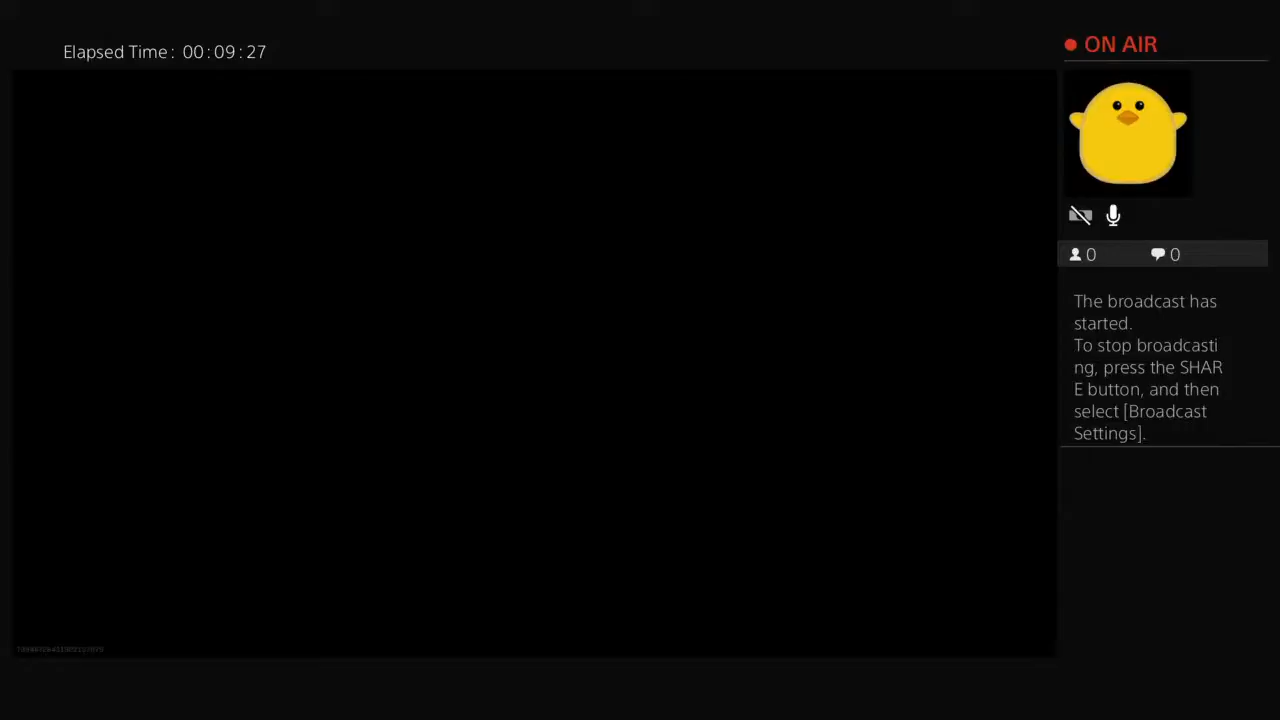 Elapsed Time: 00:09:27
ON AIR
0 0
The broadcast has
started.
To stop broadcasti
ng, press the SHAR
E button, and then
select [Broadcast
Settings].